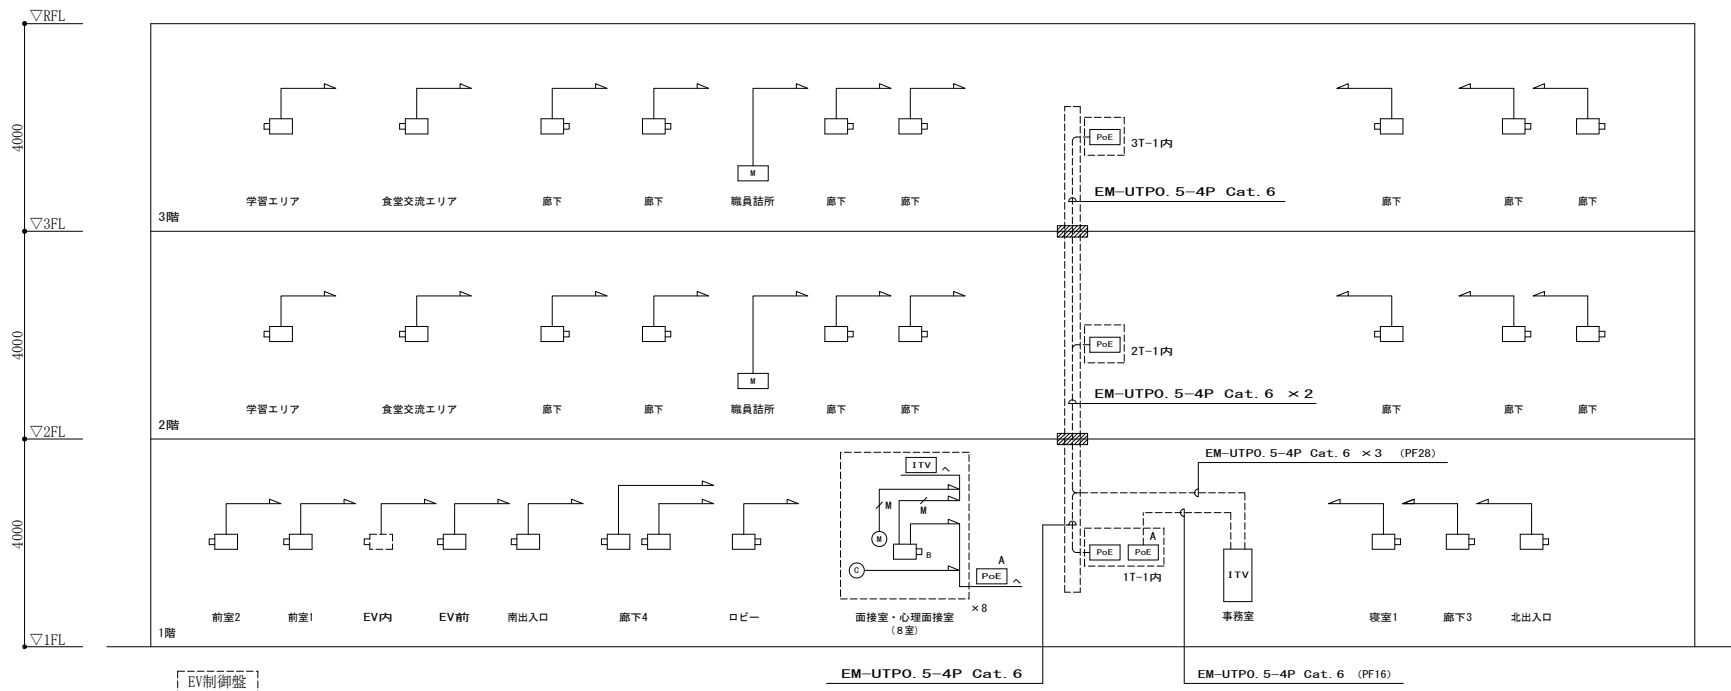 ▽RFL
4000
PoE
3T-1内
M
EM-UTP0.5-4P Cat.6
学習エリア 食堂交流エリア 廊下 廊下 職員詰所 廊下 廊下 廊下 廊下 廊下
3階
▽3FL
4000
PoE
2T-1内
M
EM-UTP0.5-4P Cat.6 ×2
学習エリア 食堂交流エリア 廊下 廊下 職員詰所 廊下 廊下 廊下 廊下 廊下
2階
▽2FL
4000
EM-UTP0.5-4P Cat.6 ×3 (PF28)
ITV
M
M
M
B
C
A
PoE
×8
PoE
A
PoE
1T-1内
ITV
前室2 前室1 EV内 EV前 南出入口 廊下4 ロビー 面接室・心理面接室 事務室 寝室1 廊下3 北出入口
(8室)
1階
▽1FL
EM-UTP0.5-4P Cat.6
EM-UTP0.5-4P Cat.6 (PF16)
EV制御盤